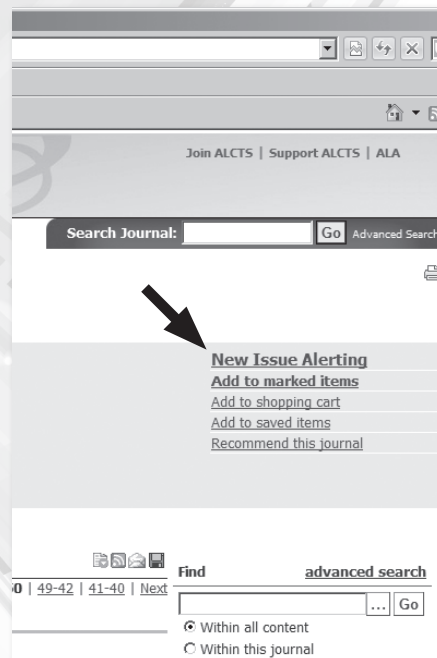 Join ALCTS | Support ALCTS | ALA
Search Journal: Go Advanced Search
New Issue Alerting
Add to marked items
Add to shopping cart
Add to saved items
Recommend this journal
0 | 49-42 | 41-40 | Next
Find advanced search
... Go
Within all content
Within this journal